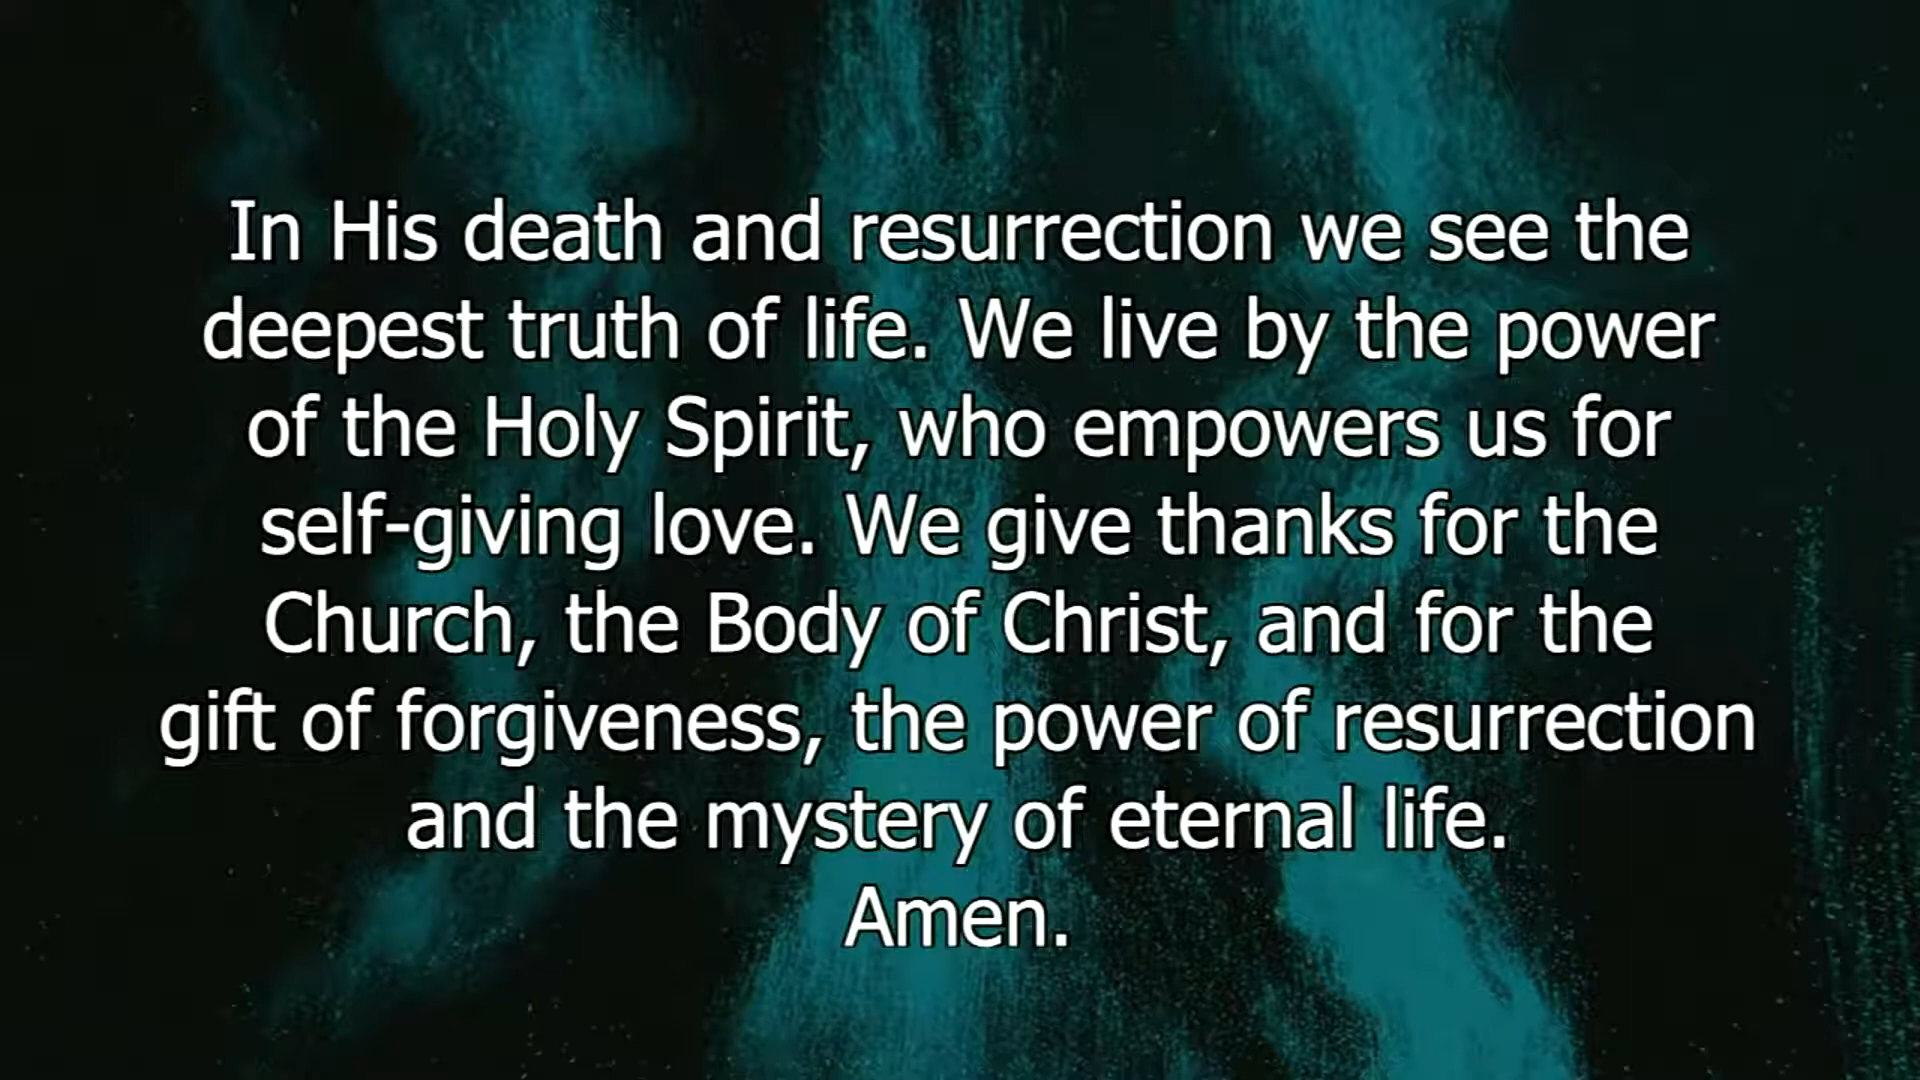 In His death and resurrection we see the
deepest truth of life. We live by the power
of the Holy Spirit, who empowers us for
self-giving love. We give thanks for the
Church, the Body of Christ, and for the
gift of forgiveness, the power of resurrection
and the mystery of eternal life.
Amen.